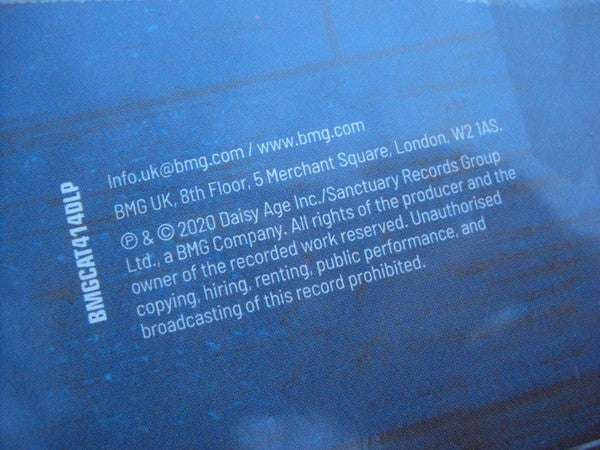 Info.uk@bmg.com / www.bmg.com
BMG UK, 8th Floor, 5 Merchant Square, London, W2 1AS.
℗ & © 2020 Daisy Age Inc./Sanctuary Records Group
Ltd., a BMG Company. All rights of the producer and the
owner of the recorded work reserved. Unauthorised
copying, hiring, renting, public performance, and
broadcasting of this record prohibited.
BMGCAT414DLP